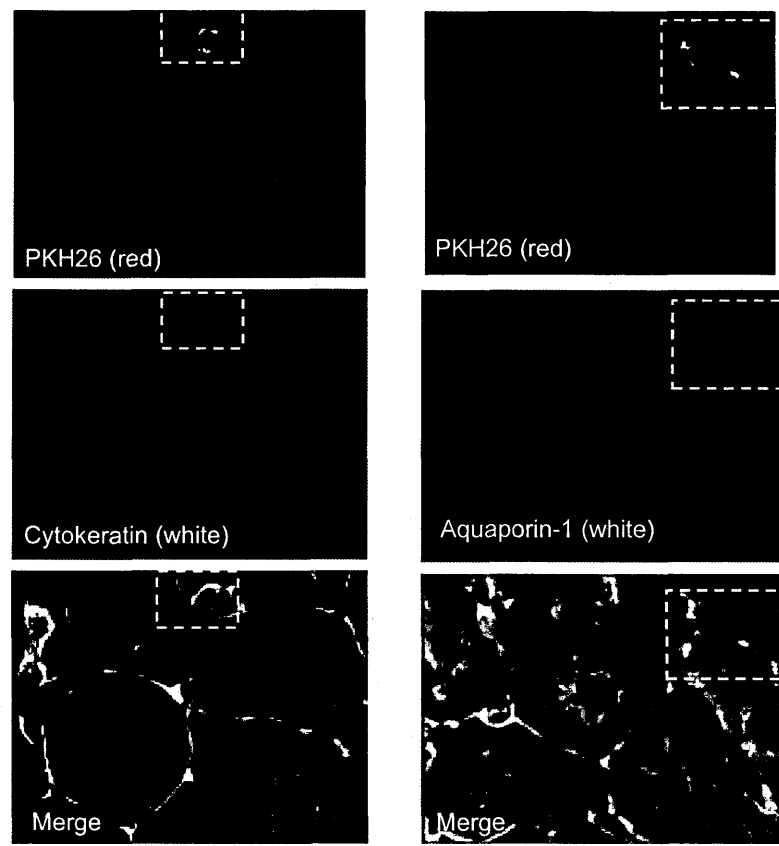 PKH26 (red)
PKH26 (red)
Cytokeratin (white)
Aquaporin-1 (white)
Merge
Merge